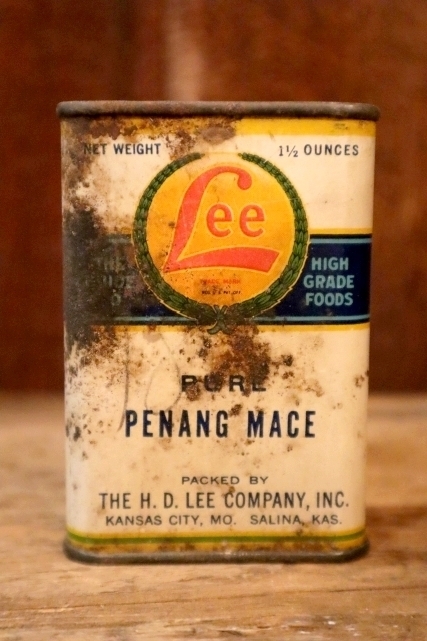 NET WEIGHT 1½ OUNCES
Lee
HIGH
GRADE
FOODS
PURE
PENANG MACE
PACKED BY
THE H. D. LEE COMPANY, INC.
KANSAS CITY, MO. SALINA, KAS.